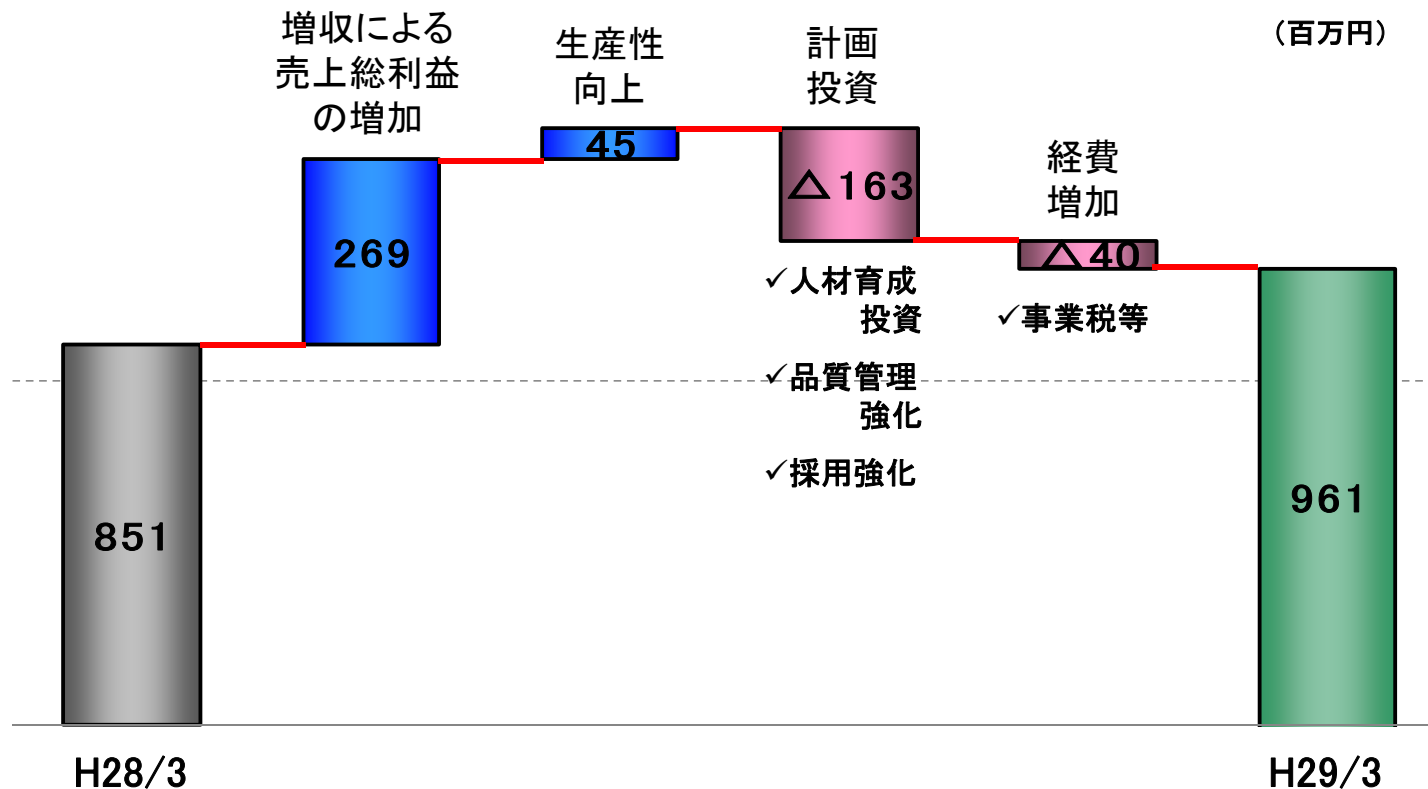 （百万円）
増収による
売上総利益
の増加
生産性
向上
計画
投資
経費
増加
851
269
45
△163
△40
961
✓人材育成
投資
✓品質管理
強化
✓採用強化
✓事業税等
H28/3
H29/3